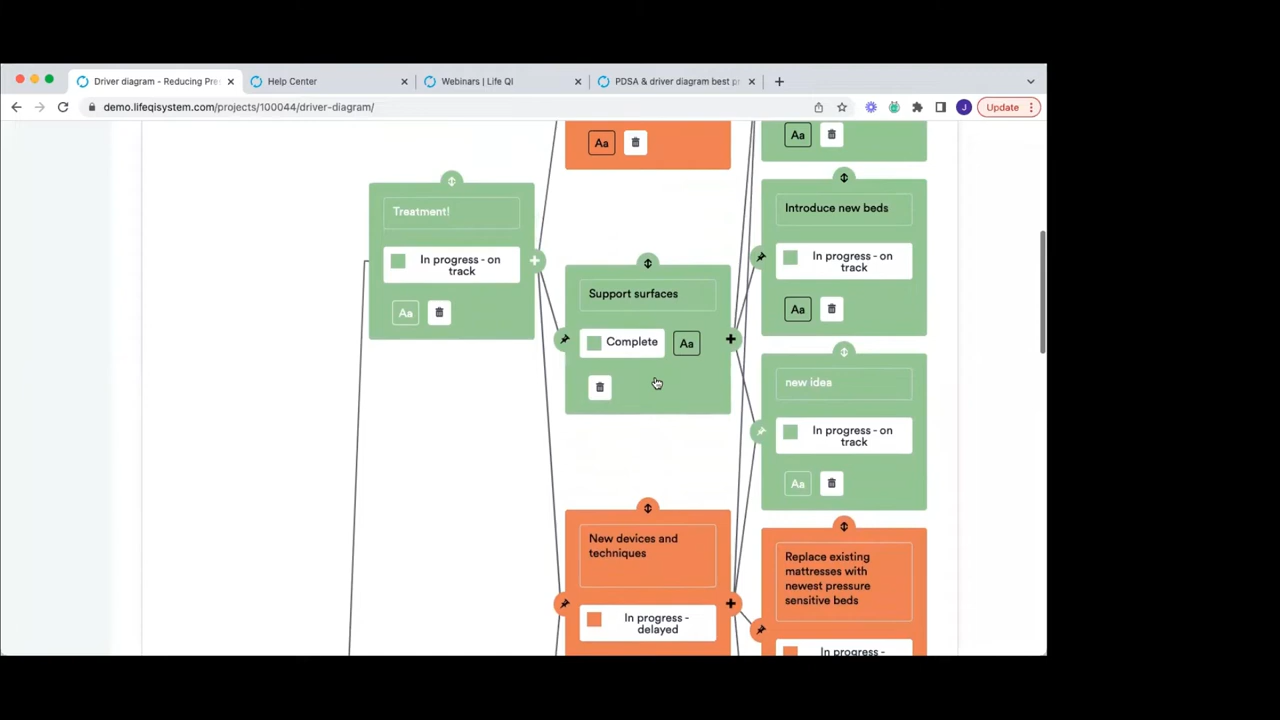 Driver diagram - Reducing Pre
Help Center
Webinars | Life QI
PDSA & driver diagram best p
demo.lifeqisystem.com/projects/100044/driver-diagram/
J
Update
Aa
Aa
Treatment!
In progress - on
track
Aa
Support surfaces
Complete
Aa
New devices and
techniques
In progress -
delayed
Introduce new beds
In progress - on
track
Aa
new idea
In progress - on
track
Aa
Replace existing
mattresses with
newest pressure
sensitive beds
In progress -